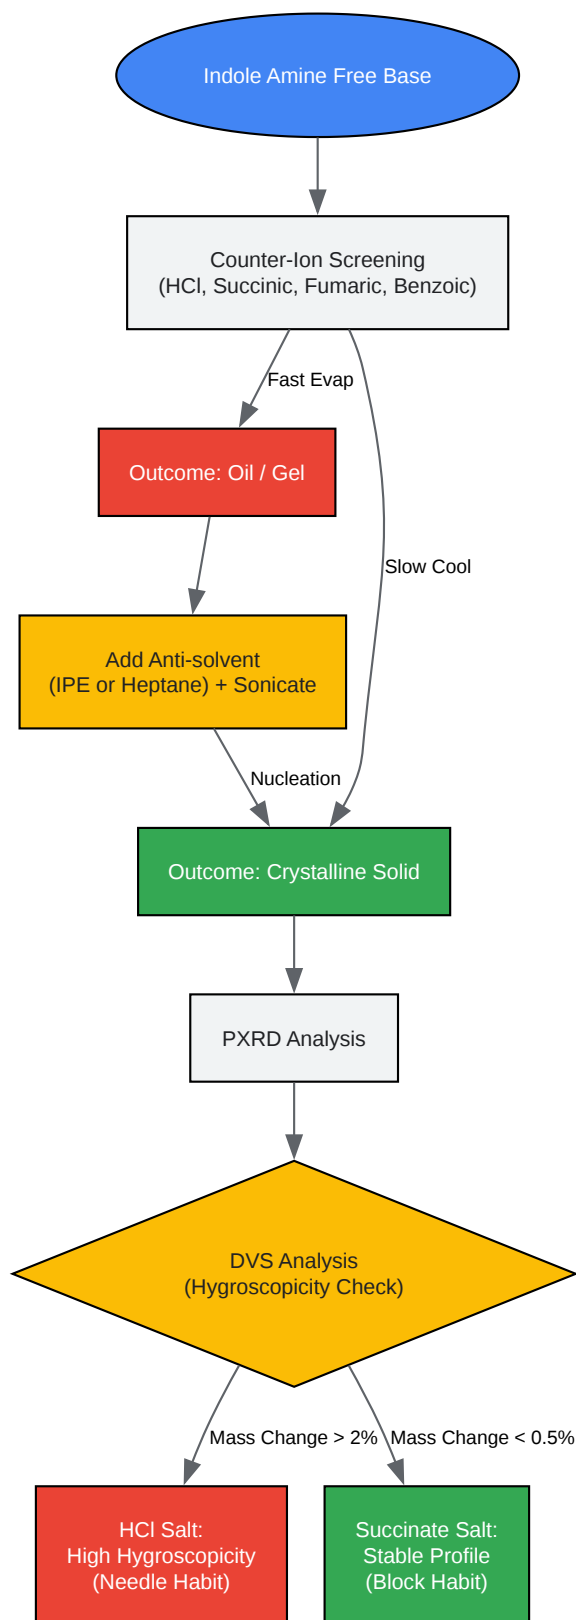 Indole Amine Free Base
Counter-Ion Screening
(HCl, Succinic, Fumaric, Benzoic)
Fast Evap
Outcome: Oil / Gel
Slow Cool
Add Anti-solvent
(IPE or Heptane) + Sonicate
Nucleation
Outcome: Crystalline Solid
PXRD Analysis
DVS Analysis
(Hygroscopicity Check)
Mass Change > 2%
Mass Change < 0.5%
HCl Salt:
High Hygroscopicity
(Needle Habit)
Succinate Salt:
Stable Profile
(Block Habit)